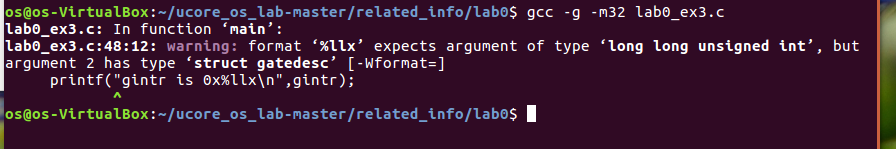 os@os-VirtualBox:~/ucore_os_lab-master/related_info/lab0$ gcc -g -m32 lab0_ex3.c
lab0_ex3.c: In function ‘main’:
lab0_ex3.c:48:12: warning: format ‘%llx’ expects argument of type ‘long long unsigned int’, but
argument 2 has type ‘struct gatedesc’ [-Wformat=]
     printf("gintr is 0x%llx\n",gintr);
            ^
os@os-VirtualBox:~/ucore_os_lab-master/related_info/lab0$